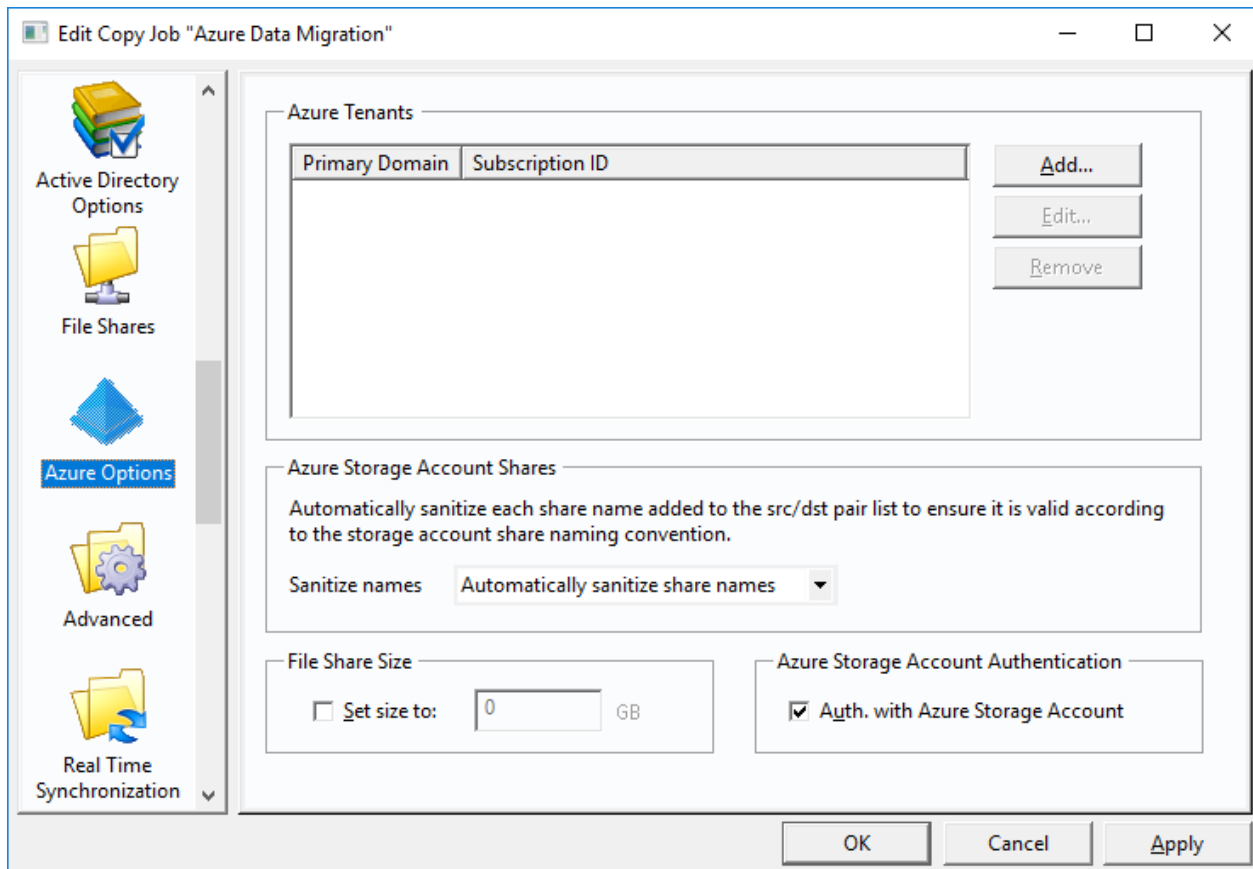 Edit Copy Job "Azure Data Migration"
Active Directory
Options
File Shares
Azure Options
Advanced
Real Time
Synchronization
Azure Tenants
Primary Domain Subscription ID
Add...
Edit...
Remove
Azure Storage Account Shares
Automatically sanitize each share name added to the src/dst pair list to ensure it is valid according
to the storage account share naming convention.
Sanitize names Automatically sanitize share names
File Share Size
Set size to: 0 GB
Azure Storage Account Authentication
Auth. with Azure Storage Account
OK Cancel Apply